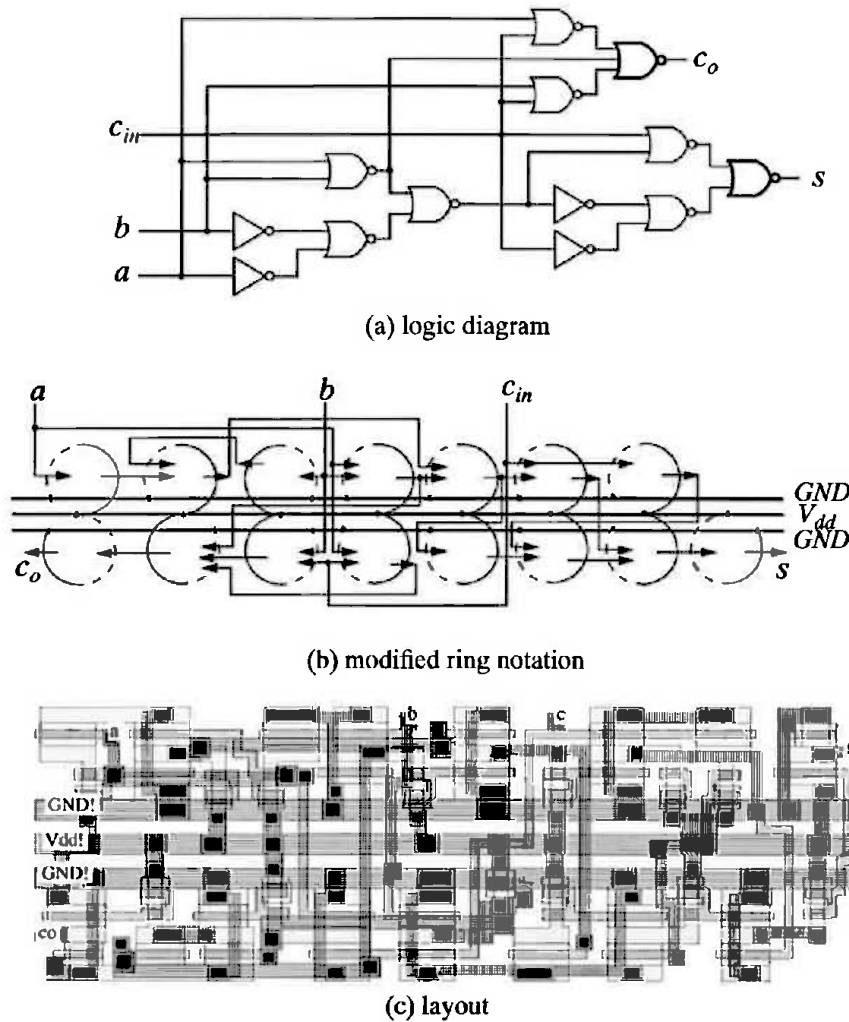 c_o
c_in
s
b
a
(a) logic diagram
a
b
c_in
GND
V_dd
GND
c_o
s
(b) modified ring notation
b
c
a
GND!
Vdd!
GND!
co
(c) layout